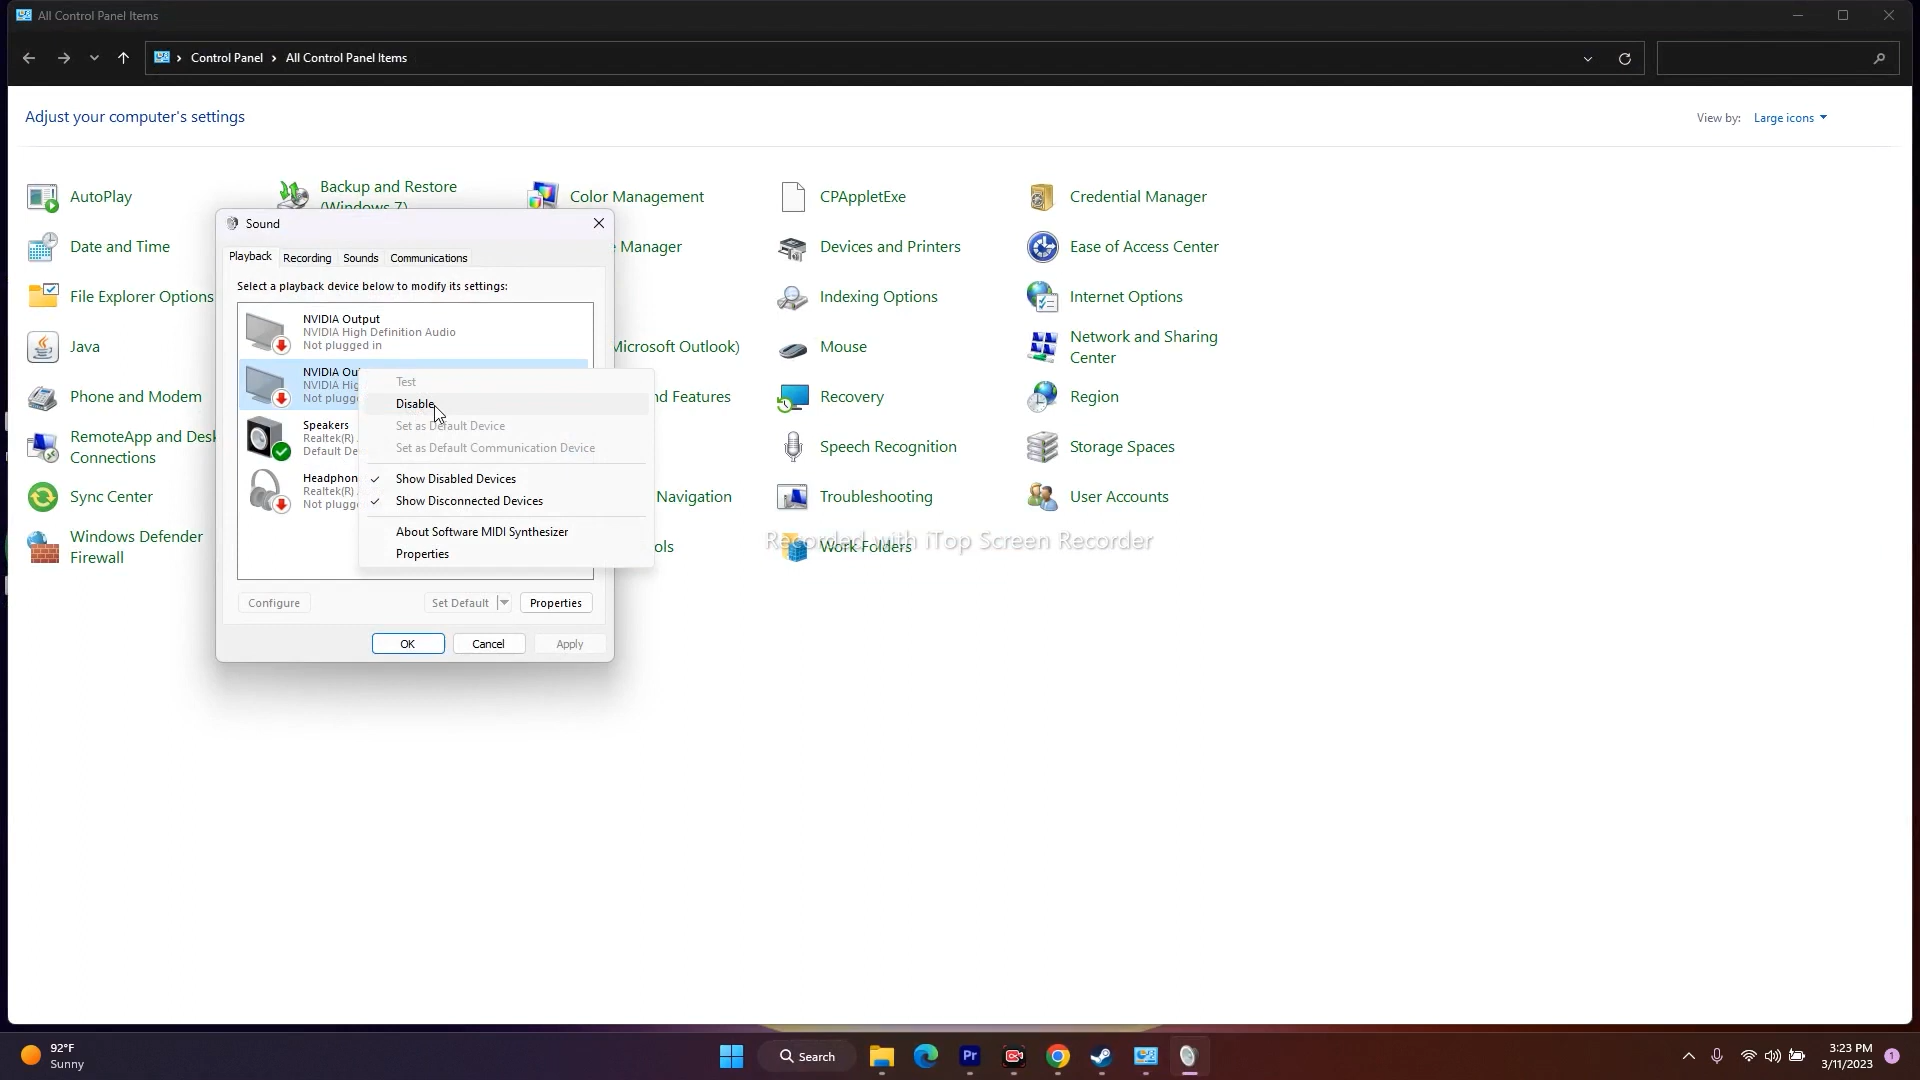 All Control Panel Items
Control Panel > All Control Panel Items
Adjust your computer's settings
View by: Large icons
AutoPlay
Backup and Restore
(Windows 7)
Color Management
CPAppletExe
Credential Manager
Date and Time
Manager
Devices and Printers
Ease of Access Center
File Explorer Options
Indexing Options
Internet Options
Java
Microsoft Outlook)
Mouse
Network and Sharing
Center
Phone and Modem
nd Features
Recovery
Region
RemoteApp and Desk
Connections
Speech Recognition
Storage Spaces
Sync Center
Navigation
Troubleshooting
User Accounts
Windows Defender
Firewall
ols
Work Folders
Recorded with iTop Screen Recorder
Sound
Playback Recording Sounds Communications
Select a playback device below to modify its settings:
NVIDIA Output
NVIDIA High Definition Audio
Not plugged in
NVIDIA Ou
NVIDIA Hig
Not plugge
Speakers
Realtek(R)
Default De
Headphon
Realtek(R)
Not plugge
Test
Disable
Set as Default Device
Set as Default Communication Device
Show Disabled Devices
Show Disconnected Devices
About Software MIDI Synthesizer
Properties
Configure
Set Default
Properties
OK
Cancel
Apply
92°F
Sunny
Search
Pr
3:23 PM
3/11/2023
1